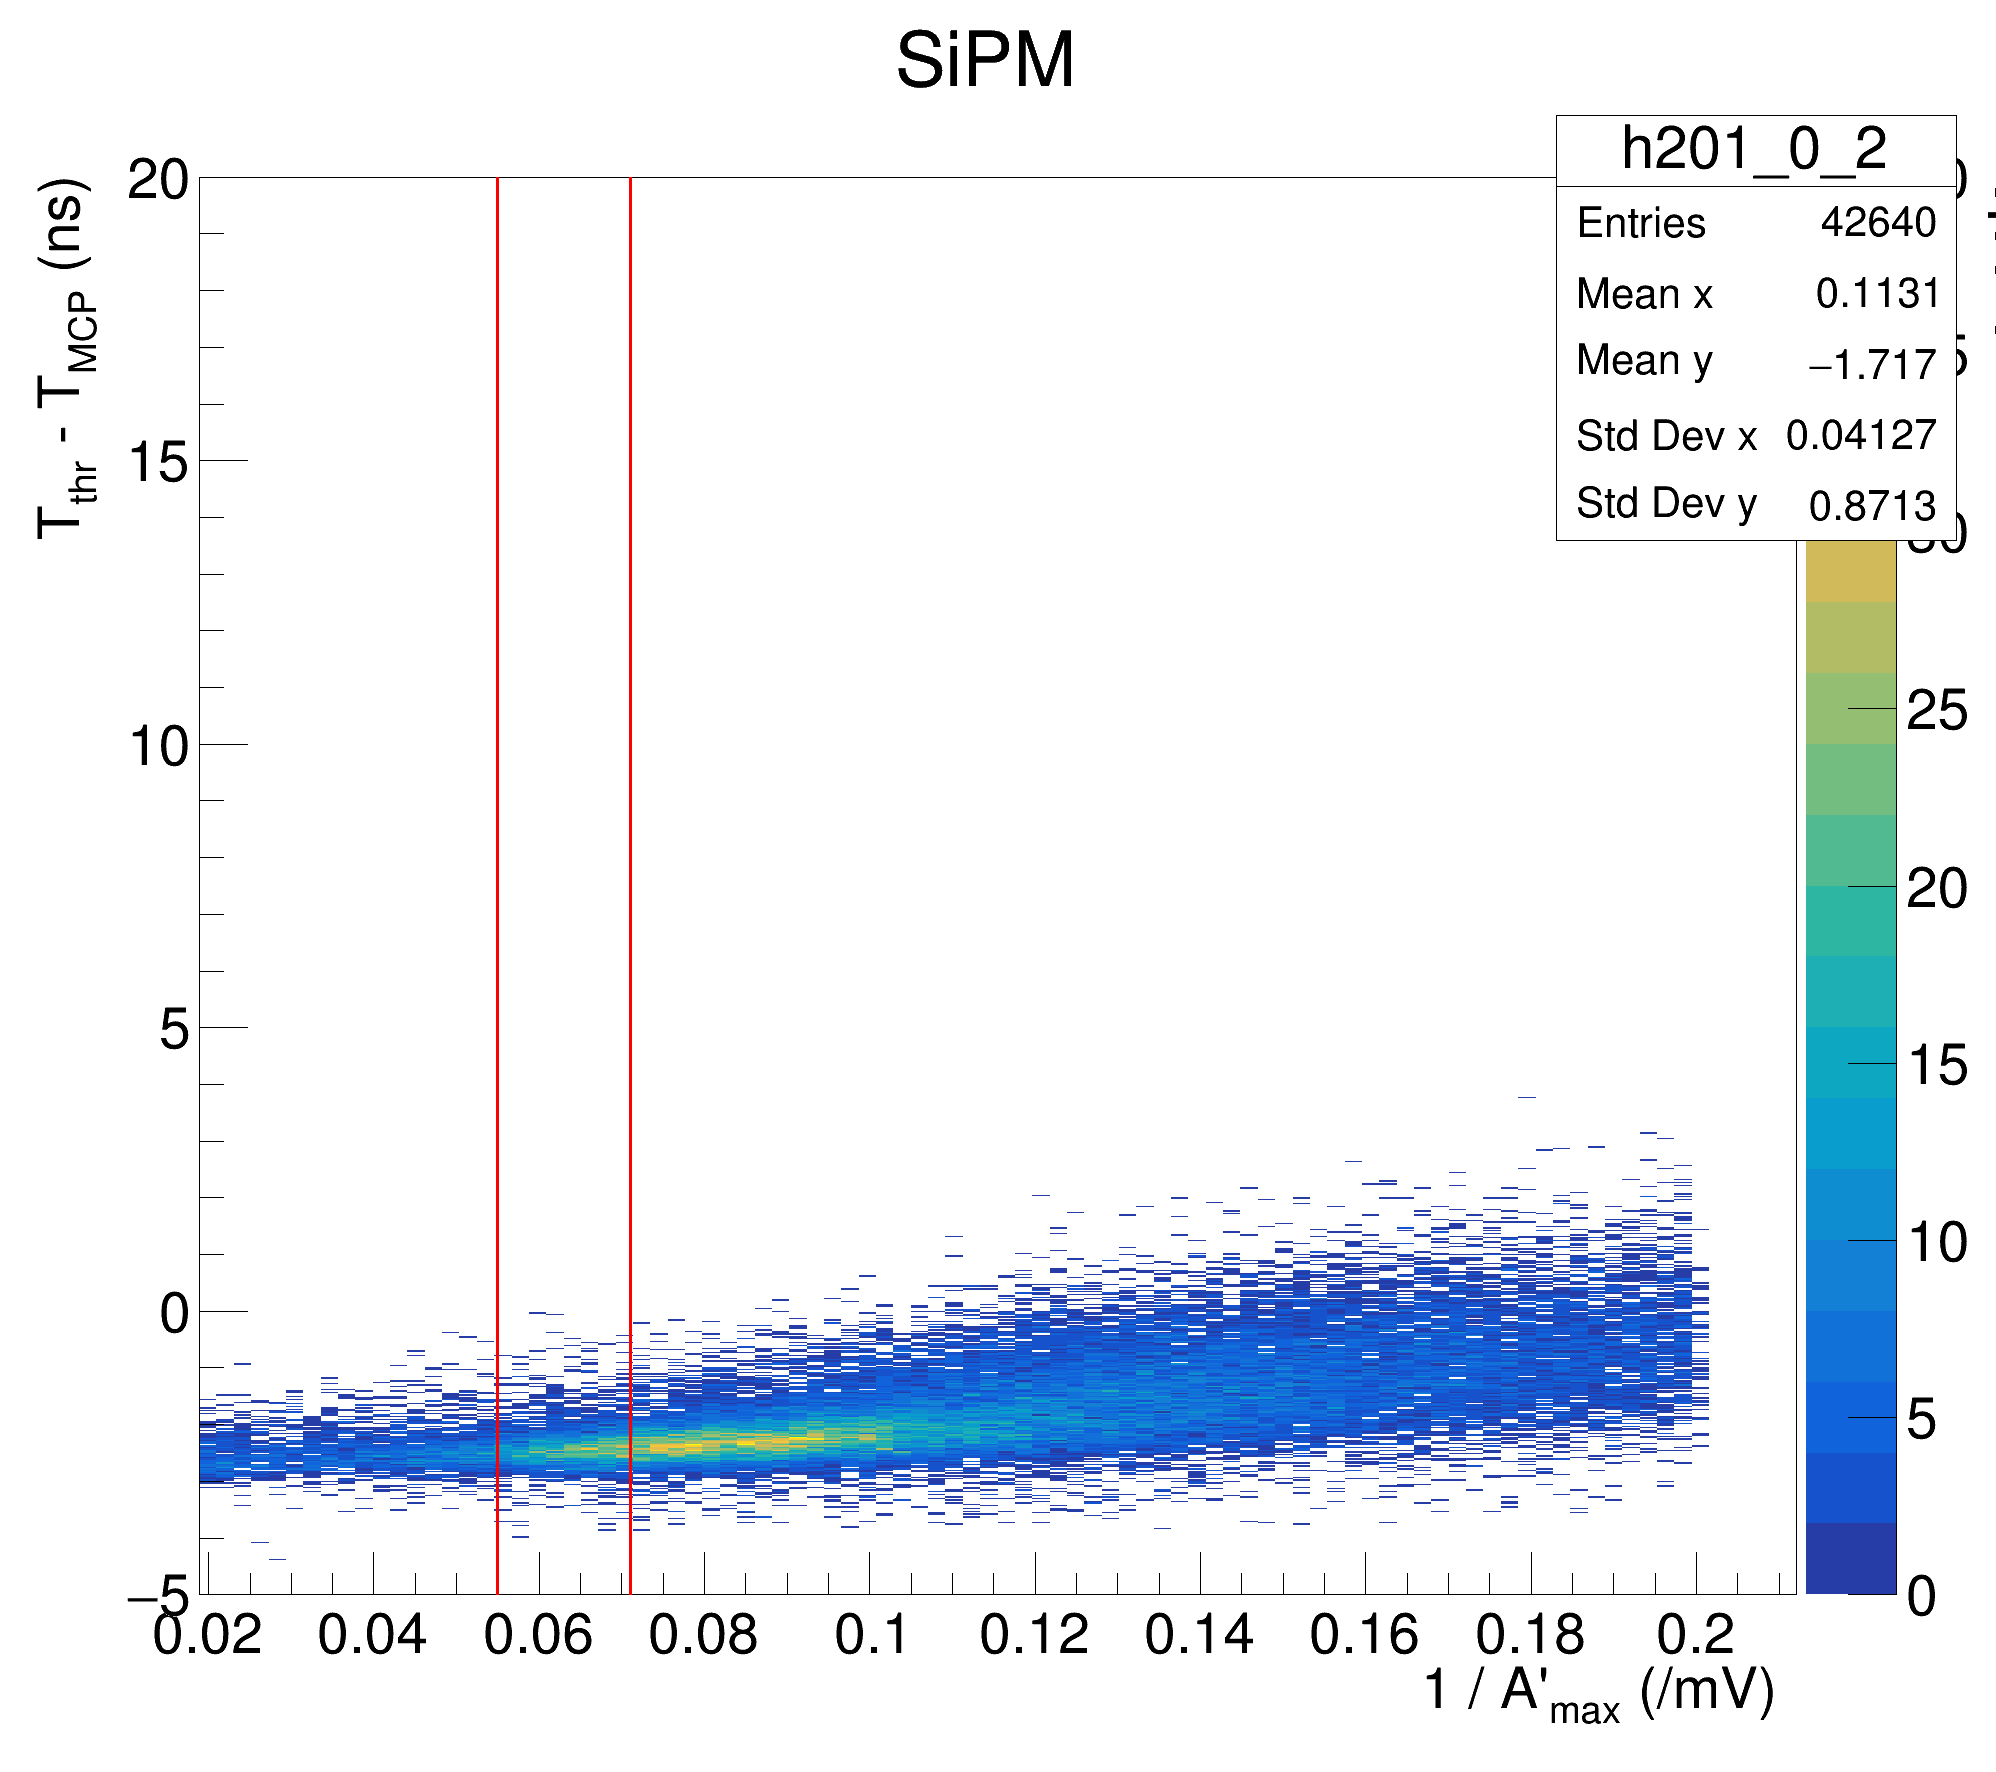 SiPM
h201_0_2
Entries 42640
Mean x 0.1131
Mean y −1.717
Std Dev x 0.04127
Std Dev y 0.8713
T_thr - T_MCP (ns)
20
15
10
5
0
−5
0.02 0.04 0.06 0.08 0.1 0.12 0.14 0.16 0.18 0.2
1 / A'_max (/mV)
25
20
15
10
5
0